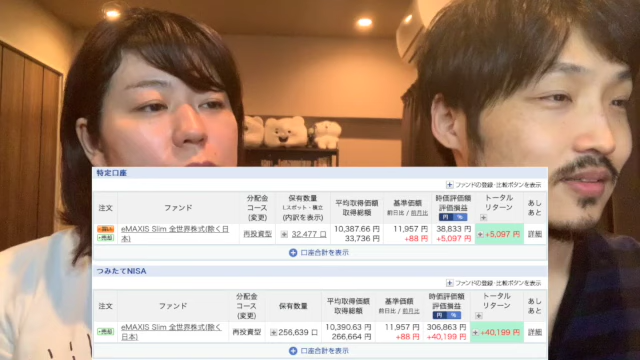 特定口座
ファンドの登録・比較ボタンを表示
注文 ファンド 分配金コース(変更) 保有数量 (スポット・積立)(内訳を表示) 平均取得価額 取得総額 基準価額 前日比 / 前月比 時価評価額 評価損益 円 % トータルリターン あしあと
売却 eMAXIS Slim 全世界株式(除く日本) 再投資型 32,477 口 10,387.66 円 33,736 円 11,957 円 +88 円 38,833 円 +5,097 円 +5,097 円 詳細
口座合計を表示
つみたてNISA
ファンドの登録・比較ボタンを表示
注文 ファンド 分配金コース(変更) 保有数量 平均取得価額 取得総額 基準価額 前日比 / 前月比 時価評価額 評価損益 円 % トータルリターン あしあと
売却 eMAXIS Slim 全世界株式(除く日本) 再投資型 256,639 口 10,390.63 円 266,664 円 11,957 円 +88 円 306,863 円 +40,199 円 +40,199 円 詳細
口座合計を表示